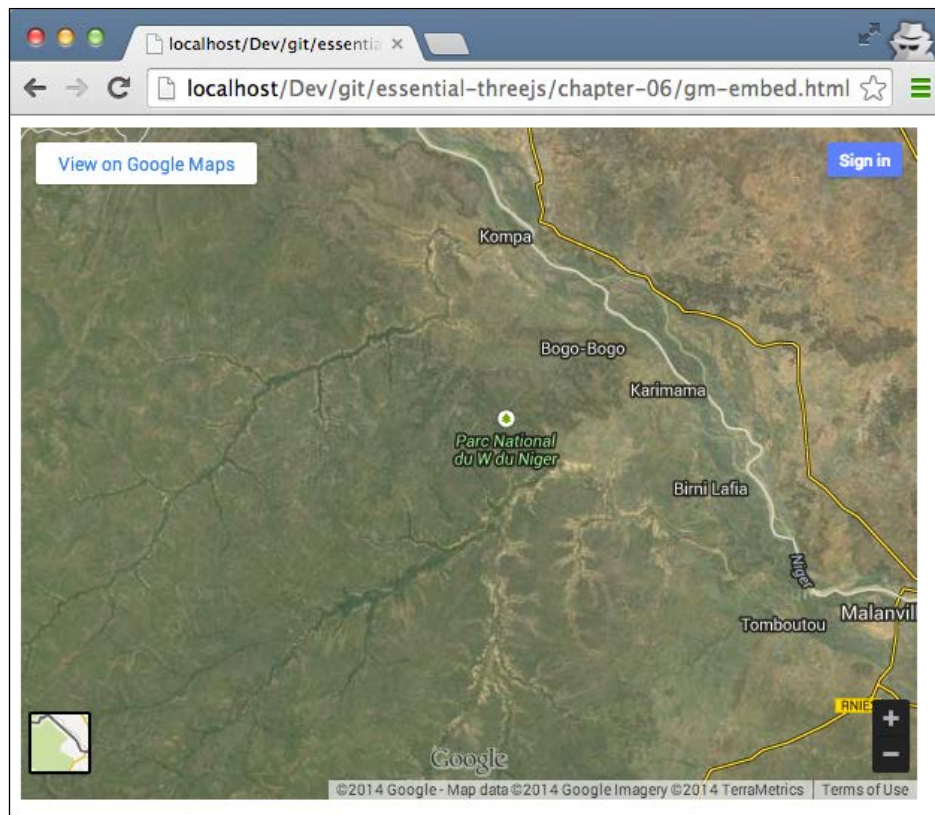 localhost/Dev/git/essentia
localhost/Dev/git/essential-threejs/chapter-06/gm-embed.html
View on Google Maps
Sign in
Kompa
Bogo-Bogo
Karimama
Parc National
du W du Niger
Birni Lafia
Niger
Malanvil
Tomboutou
RNIE
+
−
Google
©2014 Google - Map data ©2014 Google Imagery ©2014 TerraMetrics
Terms of Use